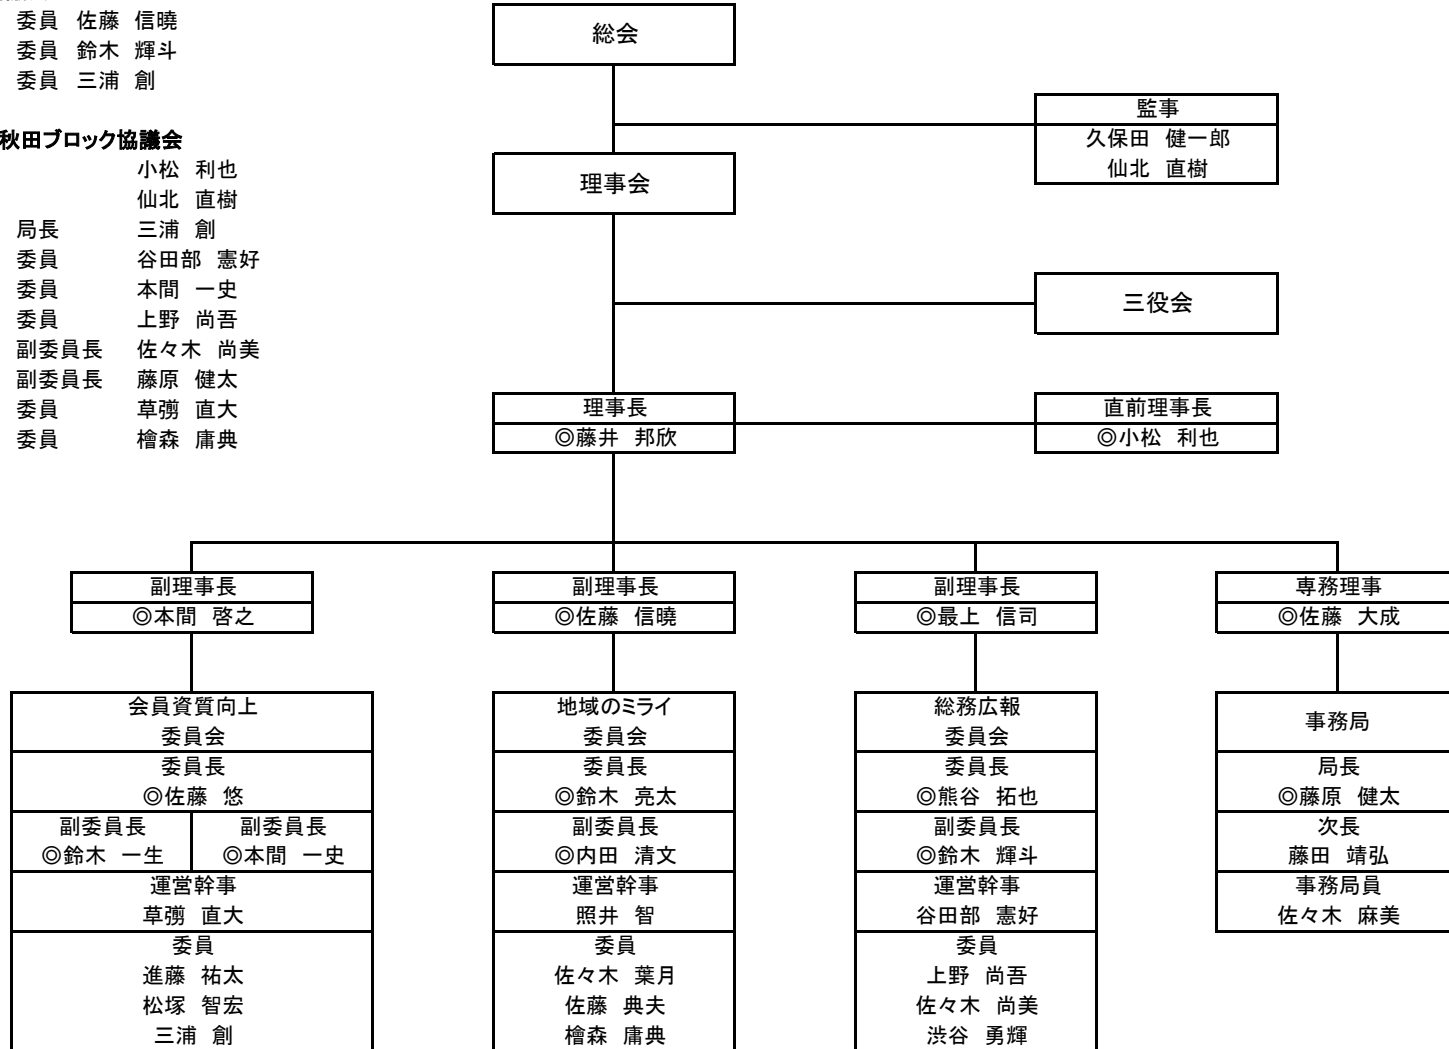 委員 佐藤 信曉
委員 鈴木 輝斗
委員 三浦 創
秋田ブロック協議会
小松 利也
仙北 直樹
局長 三浦 創
委員 谷田部 憲好
委員 本間 一史
委員 上野 尚吾
副委員長 佐々木 尚美
副委員長 藤原 健太
委員 草彅 直大
委員 檜森 庸典
総会
監事
久保田 健一郎
仙北 直樹
理事会
三役会
理事長
◎藤井 邦欣
直前理事長
◎小松 利也
副理事長
◎本間 啓之
副理事長
◎佐藤 信曉
副理事長
◎最上 信司
専務理事
◎佐藤 大成
会員資質向上
委員会
委員長
◎佐藤 悠
副委員長
◎鈴木 一生
副委員長
◎本間 一史
運営幹事
草彅 直大
委員
進藤 祐太
松塚 智宏
三浦 創
地域のミライ
委員会
委員長
◎鈴木 亮太
副委員長
◎内田 清文
運営幹事
照井 智
委員
佐々木 葉月
佐藤 典夫
檜森 庸典
総務広報
委員会
委員長
◎熊谷 拓也
副委員長
◎鈴木 輝斗
運営幹事
谷田部 憲好
委員
上野 尚吾
佐々木 尚美
渋谷 勇輝
事務局
局長
◎藤原 健太
次長
藤田 靖弘
事務局員
佐々木 麻美